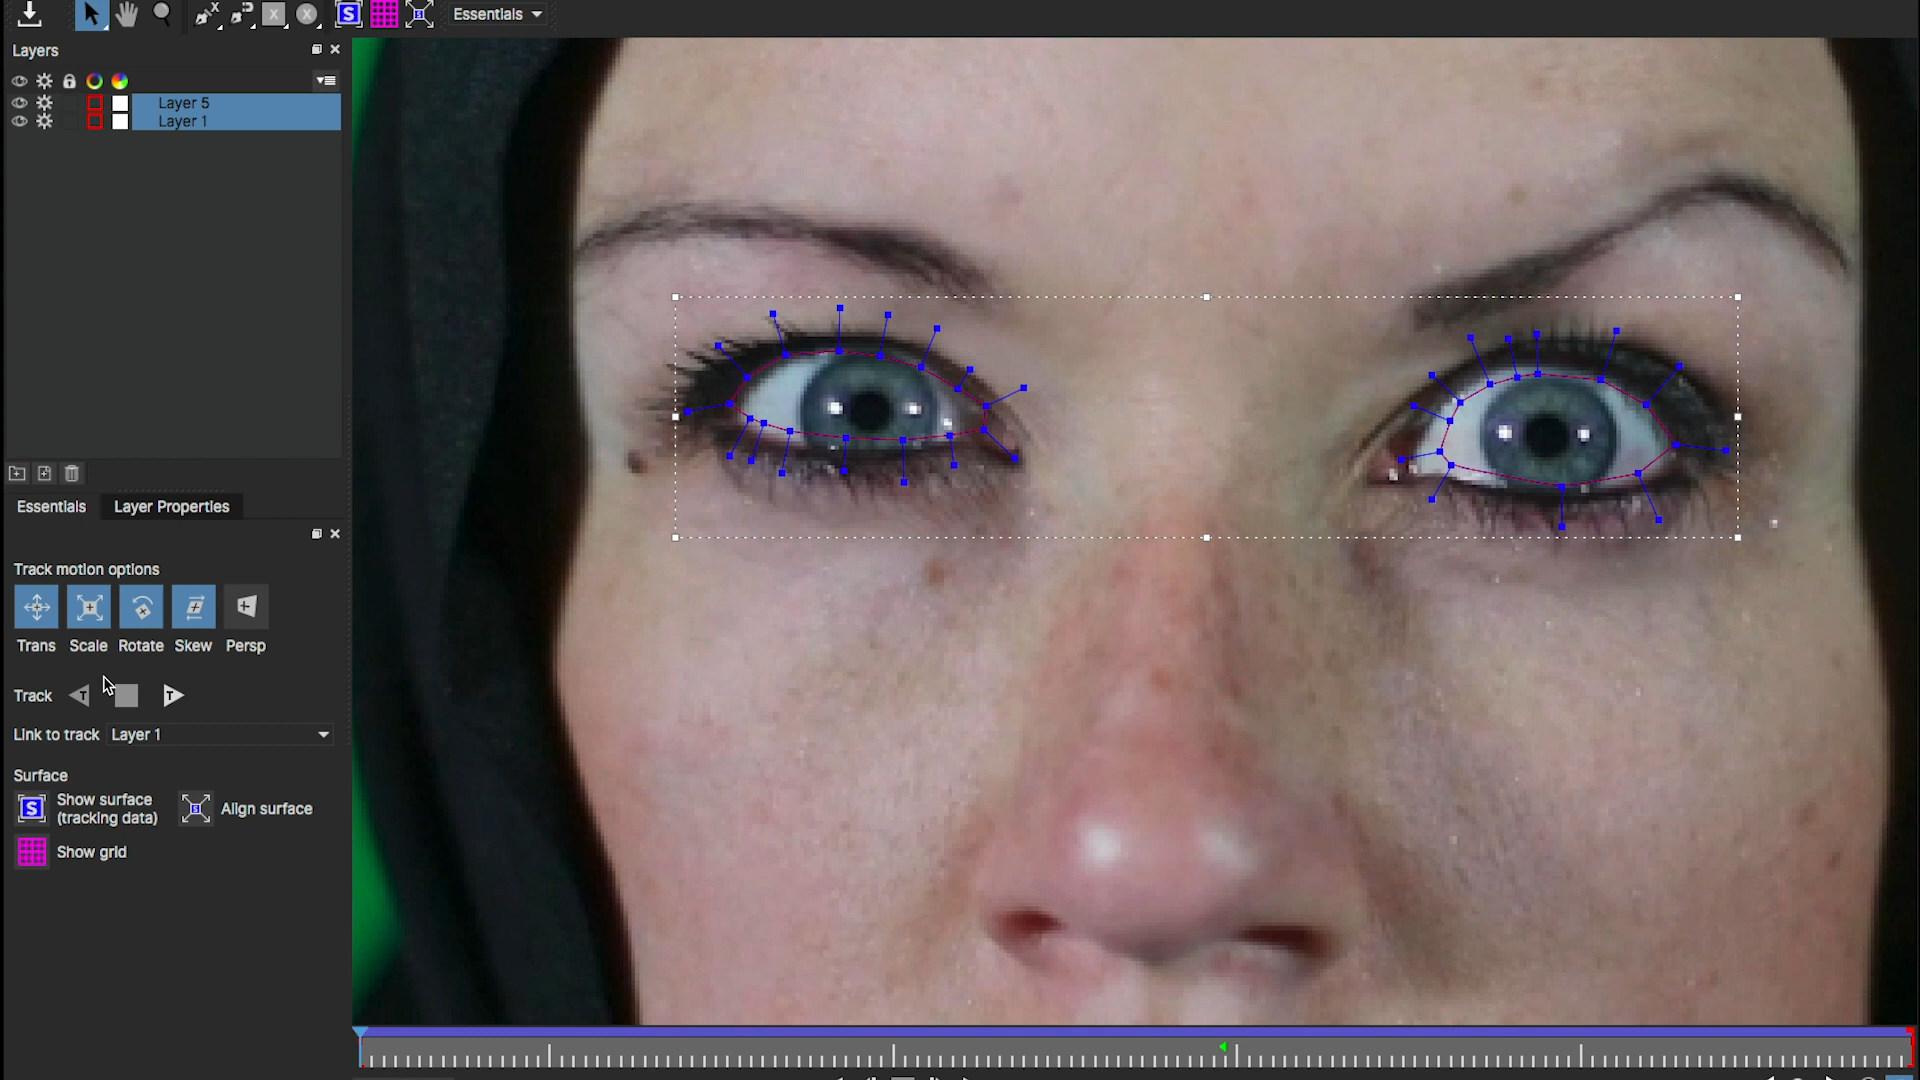 Essentials
Layers
Layer 5
Layer 1
Essentials Layer Properties
Track motion options
Trans Scale Rotate Skew Persp
Track T T
Link to track Layer 1
Surface
S Show surface
(tracking data)
Align surface
Show grid